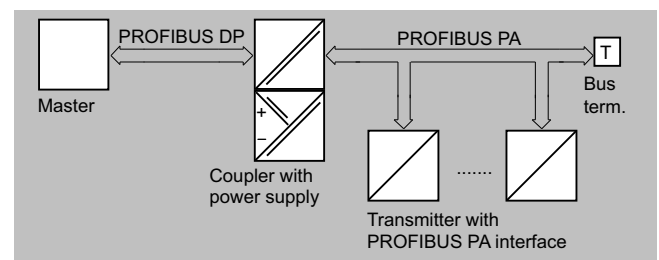 PROFIBUS DP
PROFIBUS PA
T
Master
Bus
term.
+
–
Coupler with
power supply
.......
Transmitter with
PROFIBUS PA interface